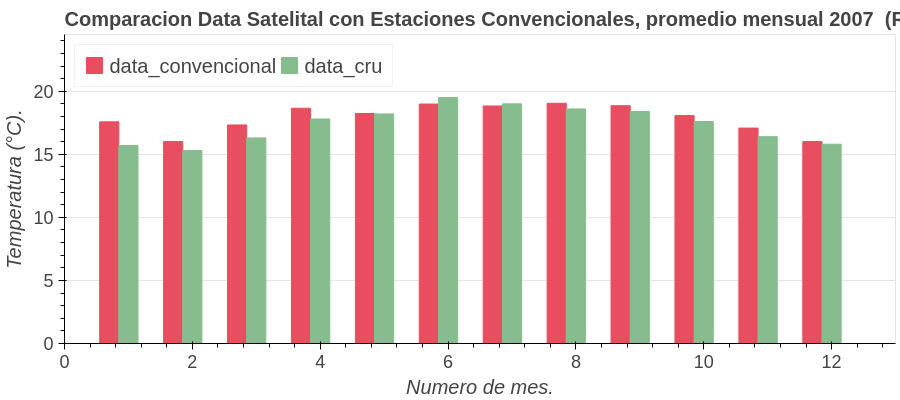 Comparacion Data Satelital con Estaciones Convencionales, promedio mensual 2007 (R
data_convencional data_cru
20
15
10
5
0
Temperatura (°C).
0 2 4 6 8 10 12
Numero de mes.